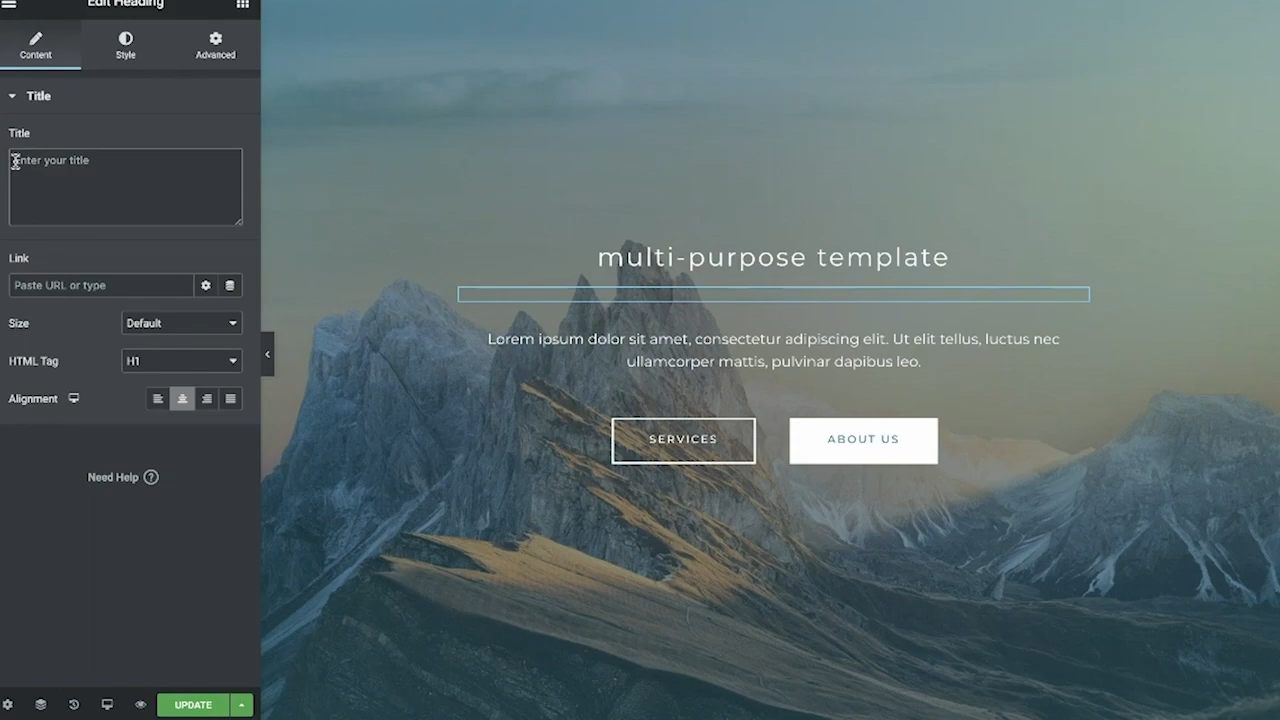 Edit Heading
Content
Style
Advanced
Title
Title
Enter your title
Link
Paste URL or type
Size
Default
HTML Tag
H1
Alignment
Need Help ?
UPDATE
multi-purpose template
Lorem ipsum dolor sit amet, consectetur adipiscing elit. Ut elit tellus, luctus nec
ullamcorper mattis, pulvinar dapibus leo.
SERVICES
ABOUT US